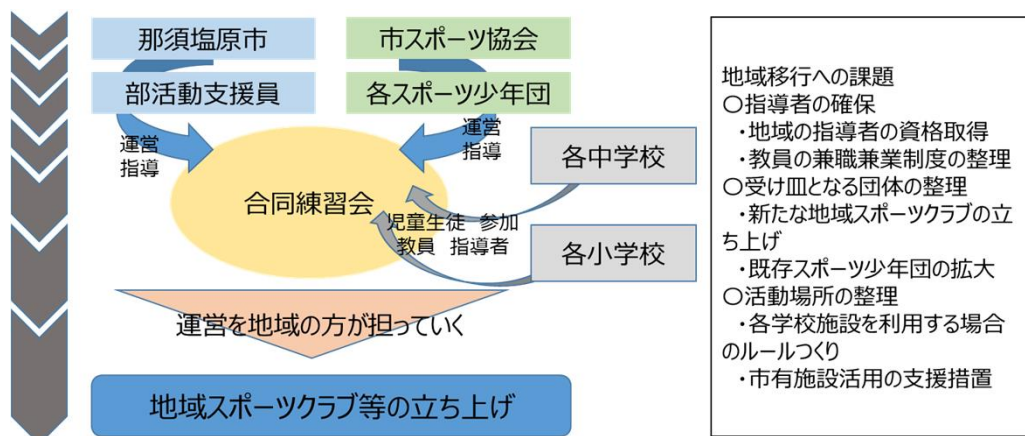 那須塩原市
市スポーツ協会
部活動支援員
各スポーツ少年団
運営
指導
運営
指導
合同練習会
各中学校
児童生徒 参加
教員 指導者
各小学校
運営を地域の方が担っていく
地域スポーツクラブ等の立ち上げ
地域移行への課題
〇指導者の確保
・地域の指導者の資格取得
・教員の兼職兼業制度の整理
〇受け皿となる団体の整理
・新たな地域スポーツクラブの立
ち上げ
・既存スポーツ少年団の拡大
〇活動場所の整理
・各学校施設を利用する場合
のルールつくり
・市有施設活用の支援措置